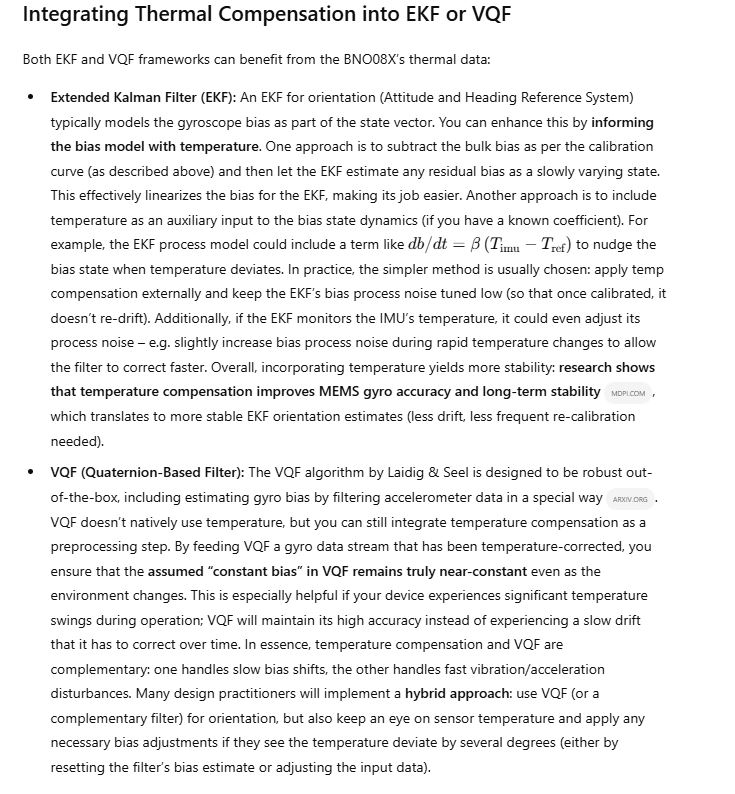 Integrating Thermal Compensation into EKF or VQF
Both EKF and VQF frameworks can benefit from the BNO08X's thermal data:
• Extended Kalman Filter (EKF): An EKF for orientation (Attitude and Heading Reference System)
typically models the gyroscope bias as part of the state vector. You can enhance this by informing
the bias model with temperature. One approach is to subtract the bulk bias as per the calibration
curve (as described above) and then let the EKF estimate any residual bias as a slowly varying state.
This effectively linearizes the bias for the EKF, making its job easier. Another approach is to include
temperature as an auxiliary input to the bias state dynamics (if you have a known coefficient). For
example, the EKF process model could include a term like db/dt = β (Timu − Tref) to nudge the
bias state when temperature deviates. In practice, the simpler method is usually chosen: apply temp
compensation externally and keep the EKF's bias process noise tuned low (so that once calibrated, it
doesn't re-drift). Additionally, if the EKF monitors the IMU's temperature, it could even adjust its
process noise – e.g. slightly increase bias process noise during rapid temperature changes to allow
the filter to correct faster. Overall, incorporating temperature yields more stability: research shows
that temperature compensation improves MEMS gyro accuracy and long-term stability MDPI.COM ,
which translates to more stable EKF orientation estimates (less drift, less frequent re-calibration
needed).
• VQF (Quaternion-Based Filter): The VQF algorithm by Laidig & Seel is designed to be robust out-
of-the-box, including estimating gyro bias by filtering accelerometer data in a special way ARXIV.ORG .
VQF doesn't natively use temperature, but you can still integrate temperature compensation as a
preprocessing step. By feeding VQF a gyro data stream that has been temperature-corrected, you
ensure that the assumed "constant bias" in VQF remains truly near-constant even as the
environment changes. This is especially helpful if your device experiences significant temperature
swings during operation; VQF will maintain its high accuracy instead of experiencing a slow drift
that it has to correct over time. In essence, temperature compensation and VQF are
complementary: one handles slow bias shifts, the other handles fast vibration/acceleration
disturbances. Many design practitioners will implement a hybrid approach: use VQF (or a
complementary filter) for orientation, but also keep an eye on sensor temperature and apply any
necessary bias adjustments if they see the temperature deviate by several degrees (either by
resetting the filter's bias estimate or adjusting the input data).